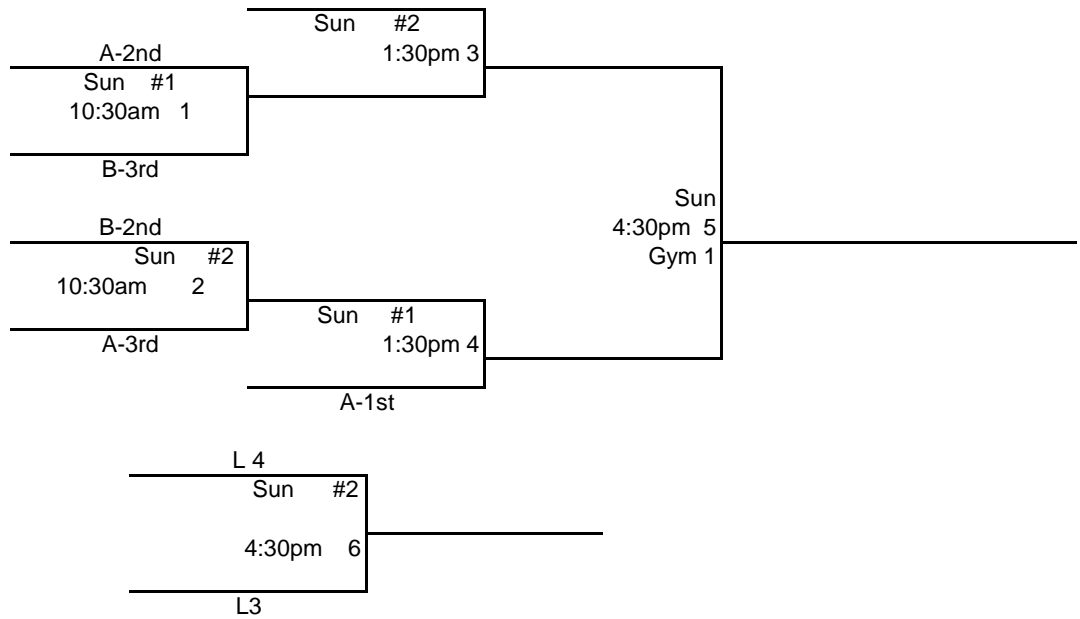 Sun #2
1:30pm 3
A-2nd
Sun #1
10:30am 1
B-3rd
Sun
4:30pm 5
Gym 1
B-2nd
Sun #2
10:30am 2
A-3rd
Sun #1
1:30pm 4
A-1st
L 4
Sun #2
4:30pm 6
L3